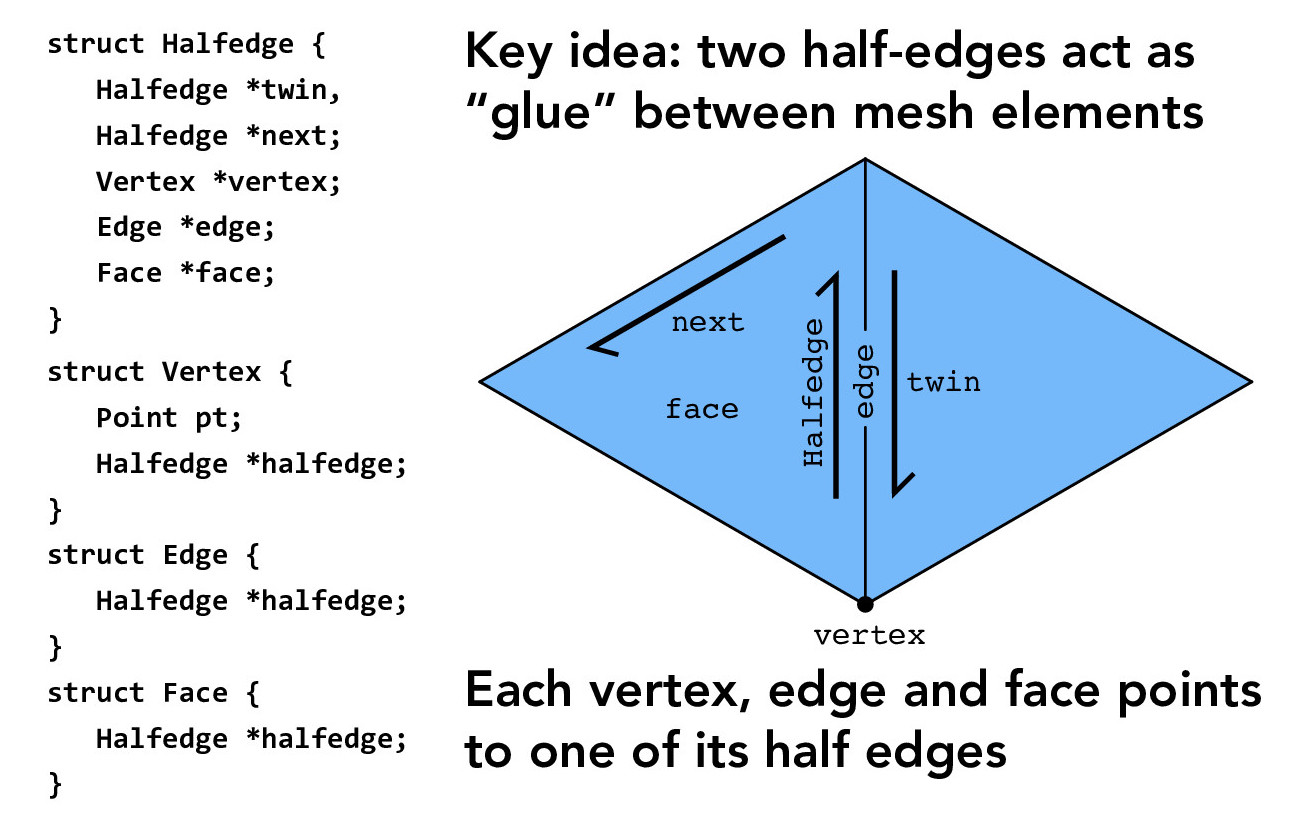 struct Halfedge {
Halfedge *twin,
Halfedge *next;
Vertex *vertex;
Edge *edge;
Face *face;
}
struct Vertex {
Point pt;
Halfedge *halfedge;
}
struct Edge {
Halfedge *halfedge;
}
struct Face {
Halfedge *halfedge;
}
Key idea: two half-edges act as
“glue” between mesh elements
next
face
Halfedge
edge
twin
vertex
Each vertex, edge and face points
to one of its half edges